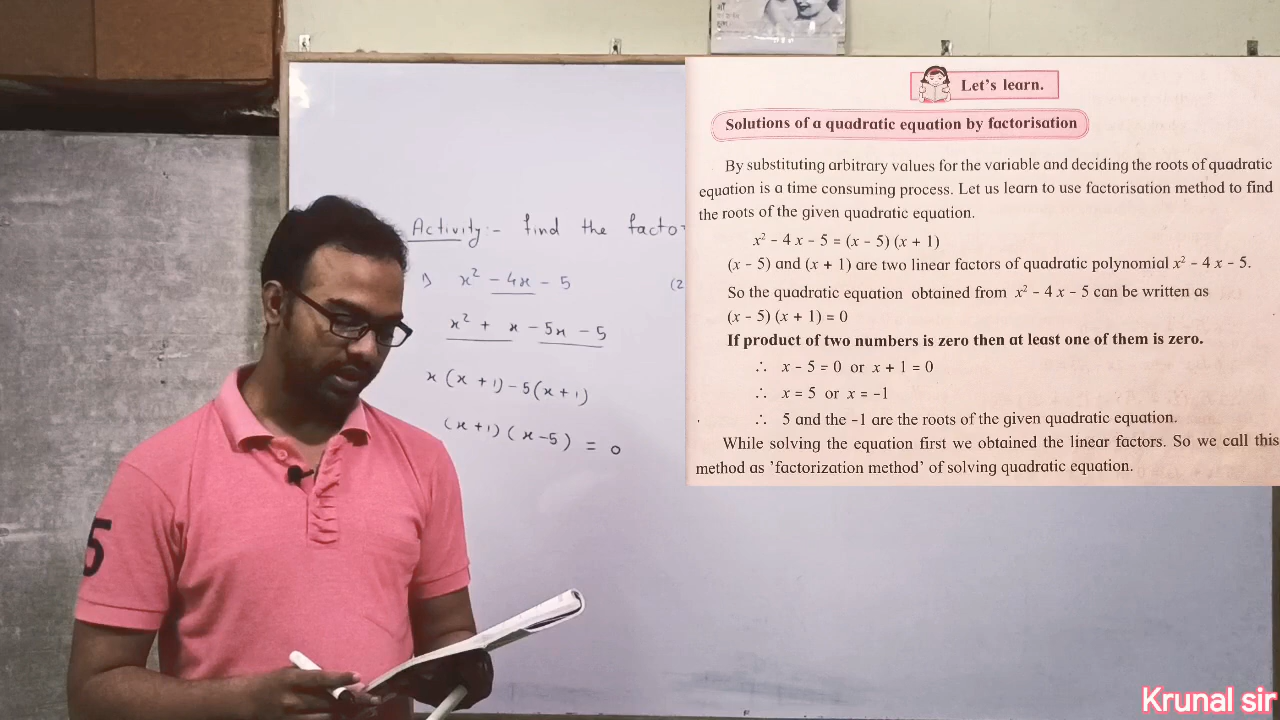 Activity :- find the facto
1) x² - 4x - 5
(2
x² + x - 5x - 5
x(x + 1) - 5(x + 1)
(x + 1)(x - 5) = 0
5
Let's learn.
Solutions of a quadratic equation by factorisation
By substituting arbitrary values for the variable and deciding the roots of quadratic
equation is a time consuming process. Let us learn to use factorisation method to find
the roots of the given quadratic equation.
x² - 4 x - 5 = (x - 5) (x + 1)
(x - 5) and (x + 1) are two linear factors of quadratic polynomial x² - 4 x - 5.
So the quadratic equation obtained from x² - 4 x - 5 can be written as
(x - 5) (x + 1) = 0
If product of two numbers is zero then at least one of them is zero.
∴ x - 5 = 0 or x + 1 = 0
∴ x = 5 or x = -1
∴ 5 and the -1 are the roots of the given quadratic equation.
While solving the equation first we obtained the linear factors. So we call this
method as 'factorization method' of solving quadratic equation.
Krunal sir